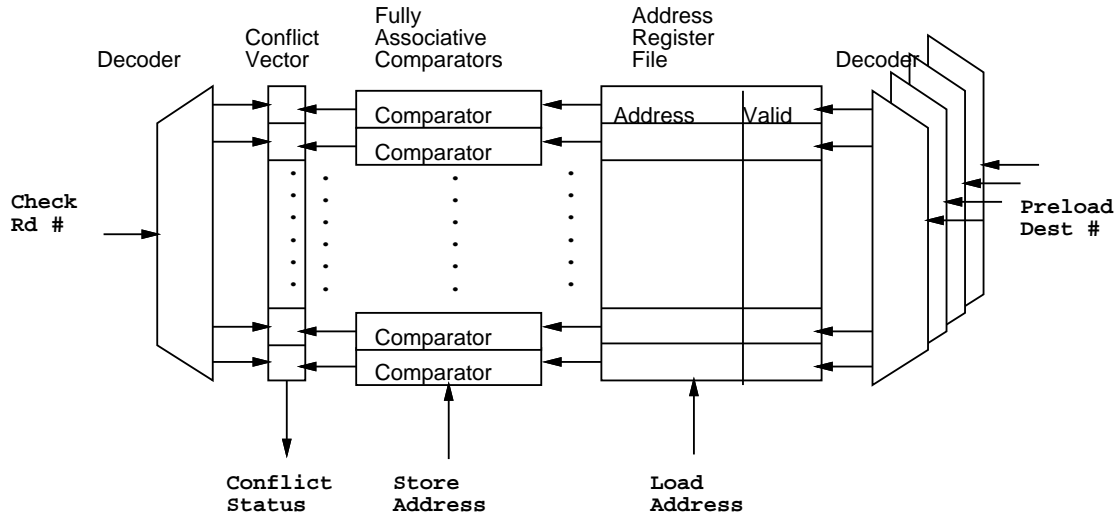 Decoder
Conflict
Vector
Fully
Associative
Comparators
Address
Register
File
Decoder
Comparator
Comparator
Address
Valid
Check
Rd #
Preload
Dest #
Comparator
Comparator
Conflict
Status
Store
Address
Load
Address